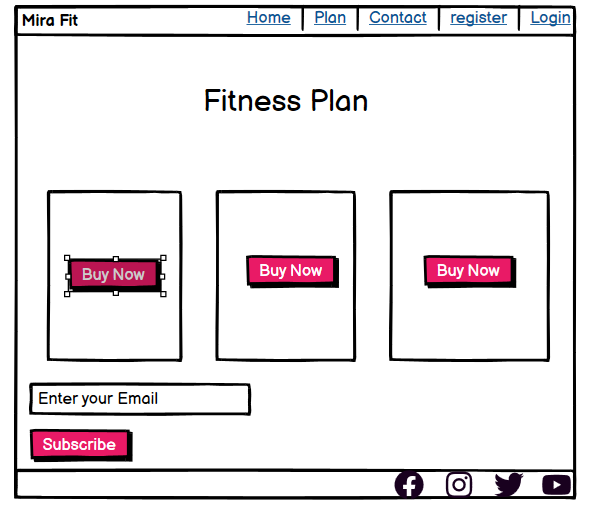 Mira Fit Home Plan Contact register Login
Fitness Plan
Buy Now Buy Now Buy Now
Enter your Email
Subscribe